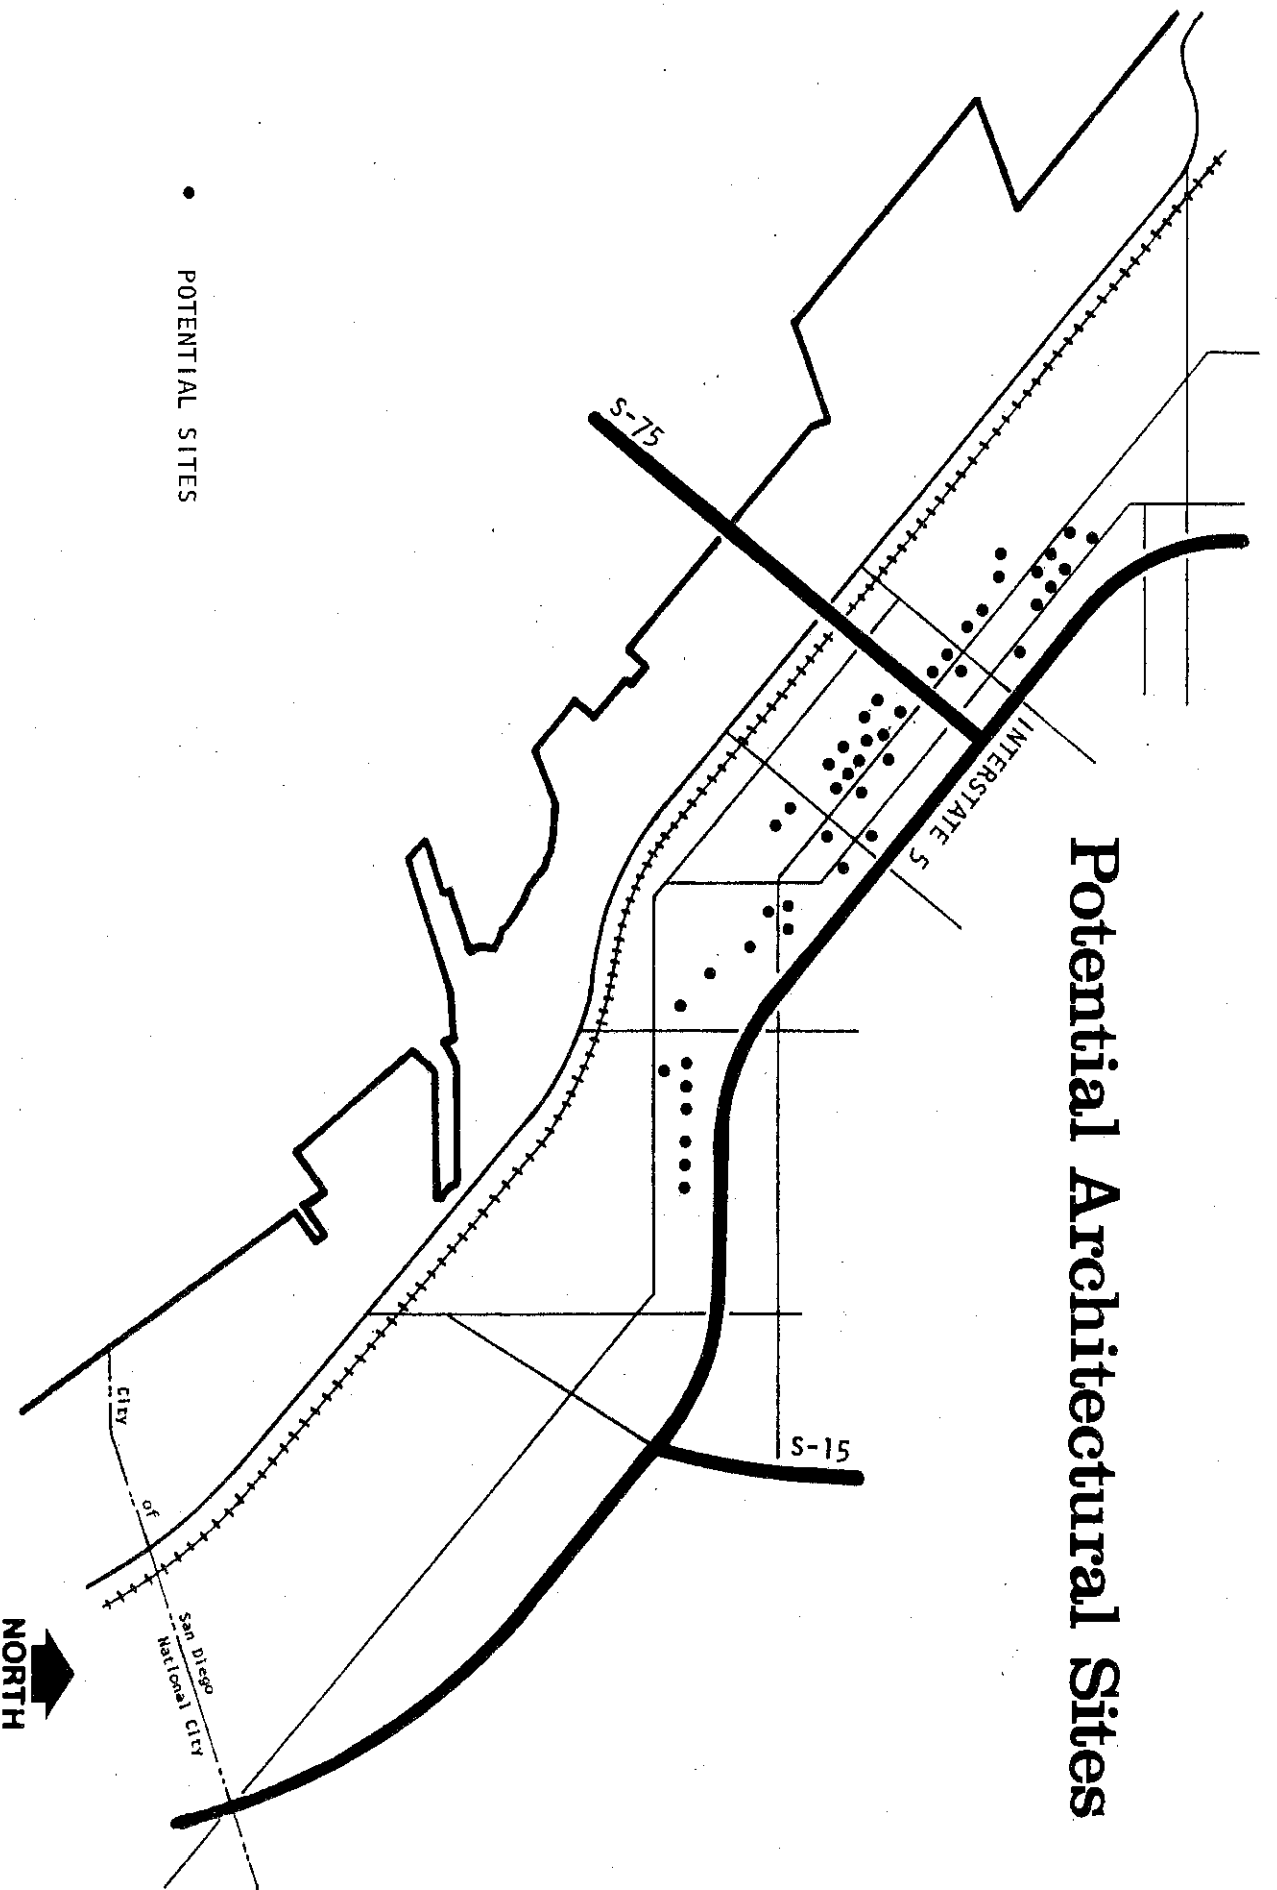 Potential Architectural Sites
S-75
INTERSTATE 5
S-15
POTENTIAL SITES
City
of
San Diego
National City
NORTH